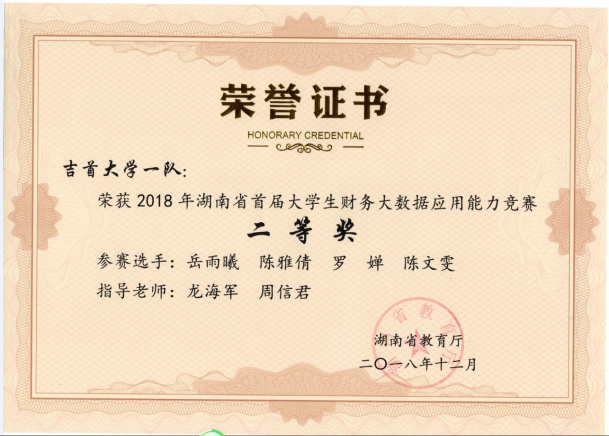 荣誉证书
HONORARY CREDENTIAL
吉首大学一队:
荣获2018年湖南省首届大学生财务大数据应用能力竞赛
二等奖
参赛选手:岳雨曦 陈雅倩 罗婵 陈文雯
指导老师:龙海军 周信君
湖南省教育厅
二〇一八年十二月